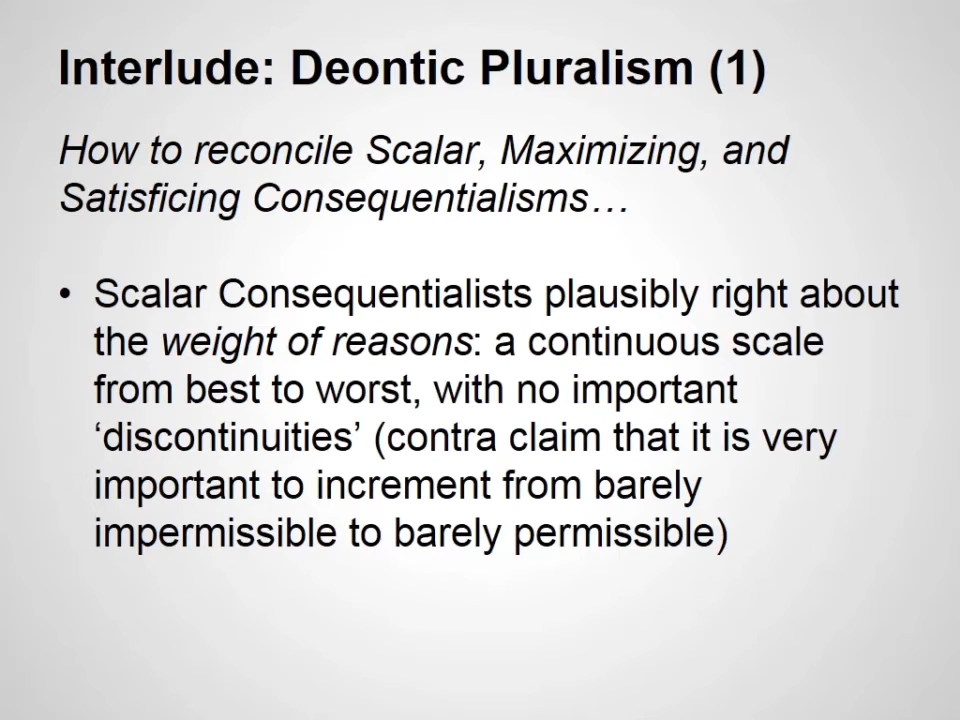 Interlude: Deontic Pluralism (1)
How to reconcile Scalar, Maximizing, and
Satisficing Consequentialisms…
• Scalar Consequentialists plausibly right about
the weight of reasons: a continuous scale
from best to worst, with no important
‘discontinuities’ (contra claim that it is very
important to increment from barely
impermissible to barely permissible)